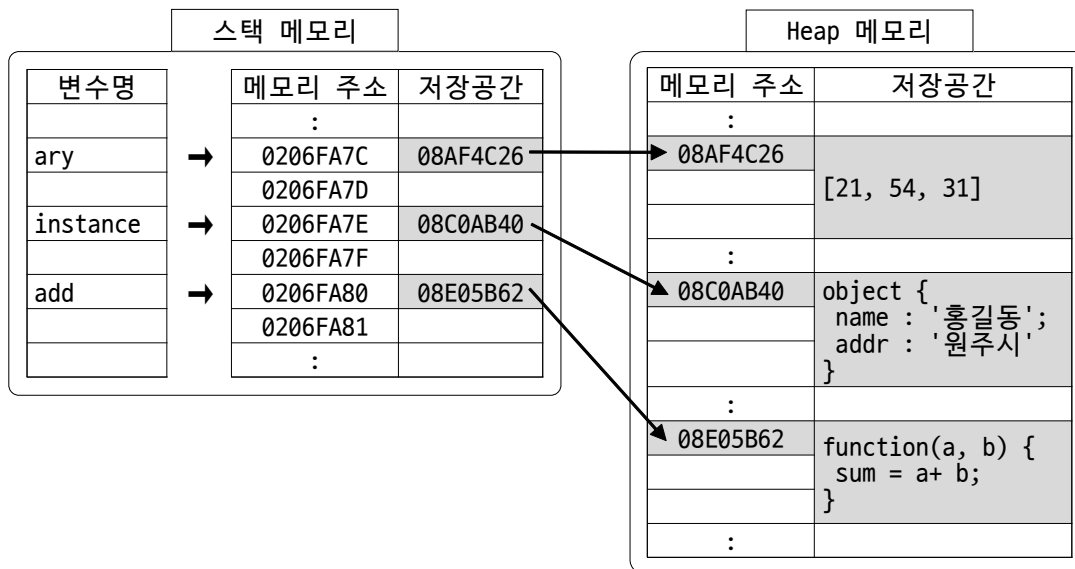 스택 메모리
변수명
메모리 주소 저장공간
:
ary → 0206FA7C 08AF4C26
0206FA7D
instance → 0206FA7E 08C0AB40
0206FA7F
add → 0206FA80 08E05B62
0206FA81
:
Heap 메모리
메모리 주소 저장공간
:
08AF4C26
[21, 54, 31]
:
08C0AB40
object {
name : '홍길동';
addr : '원주시'
}
:
08E05B62
function(a, b) {
sum = a+ b;
}
: